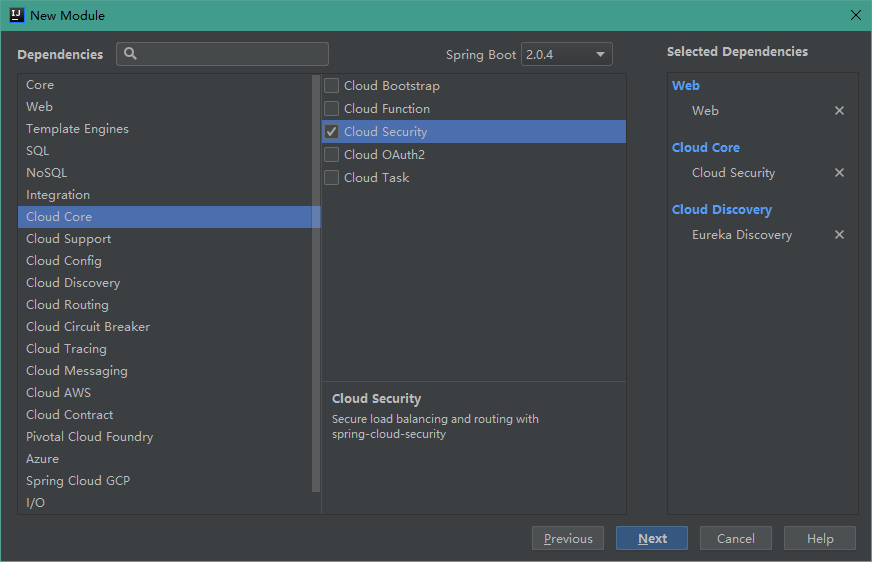 New Module
Dependencies
Spring Boot 2.0.4
Selected Dependencies
Core
Web
Template Engines
SQL
NoSQL
Integration
Cloud Core
Cloud Support
Cloud Config
Cloud Discovery
Cloud Routing
Cloud Circuit Breaker
Cloud Tracing
Cloud Messaging
Cloud AWS
Cloud Contract
Pivotal Cloud Foundry
Azure
Spring Cloud GCP
I/O
Cloud Bootstrap
Cloud Function
Cloud Security
Cloud OAuth2
Cloud Task
Cloud Security
Secure load balancing and routing with
spring-cloud-security
Web
Web
Cloud Core
Cloud Security
Cloud Discovery
Eureka Discovery
Previous
Next
Cancel
Help